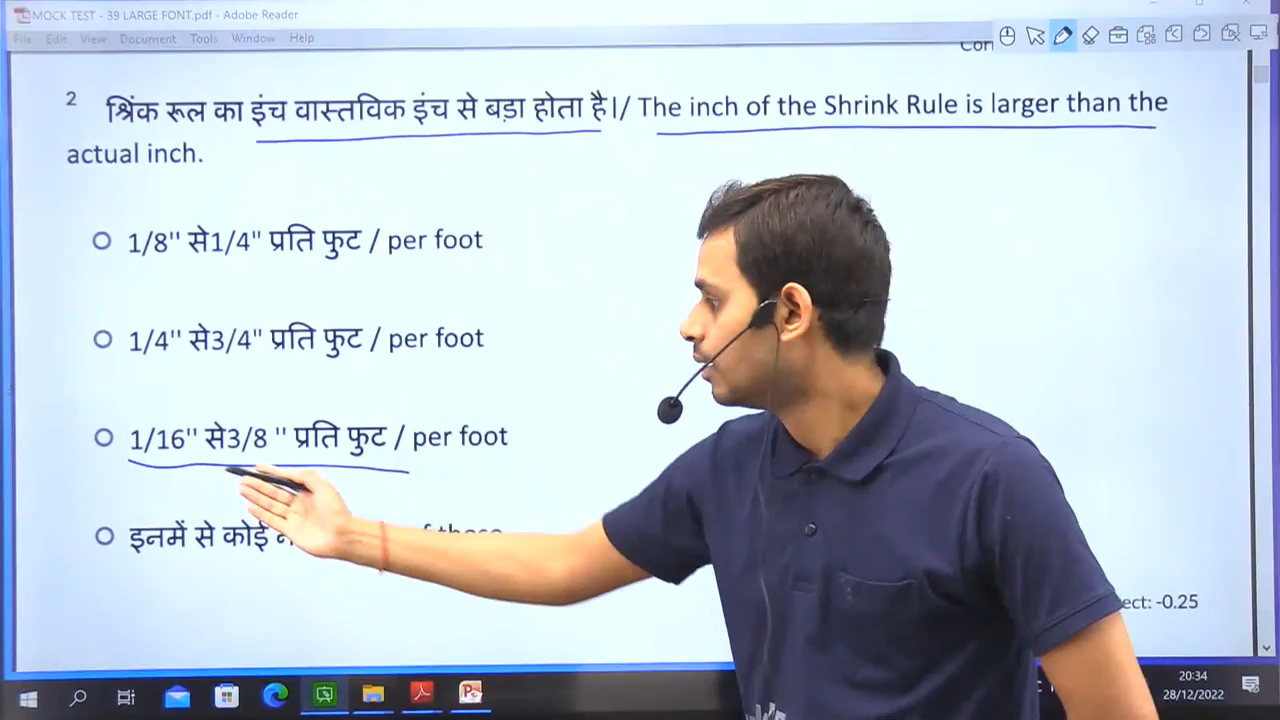 MOCK TEST - 39 LARGE FONT.pdf - Adobe Reader
File Edit View Document Tools Window Help
2 श्रिंक रूल का इंच वास्तविक इंच से बड़ा होता है।/ The inch of the Shrink Rule is larger than the
actual inch.
1/8'' से1/4" प्रति फुट / per foot
1/4'' से3/4" प्रति फुट / per foot
1/16'' से3/8 '' प्रति फुट / per foot
इनमें से कोई
ect: -0.25
20:34
28/12/2022